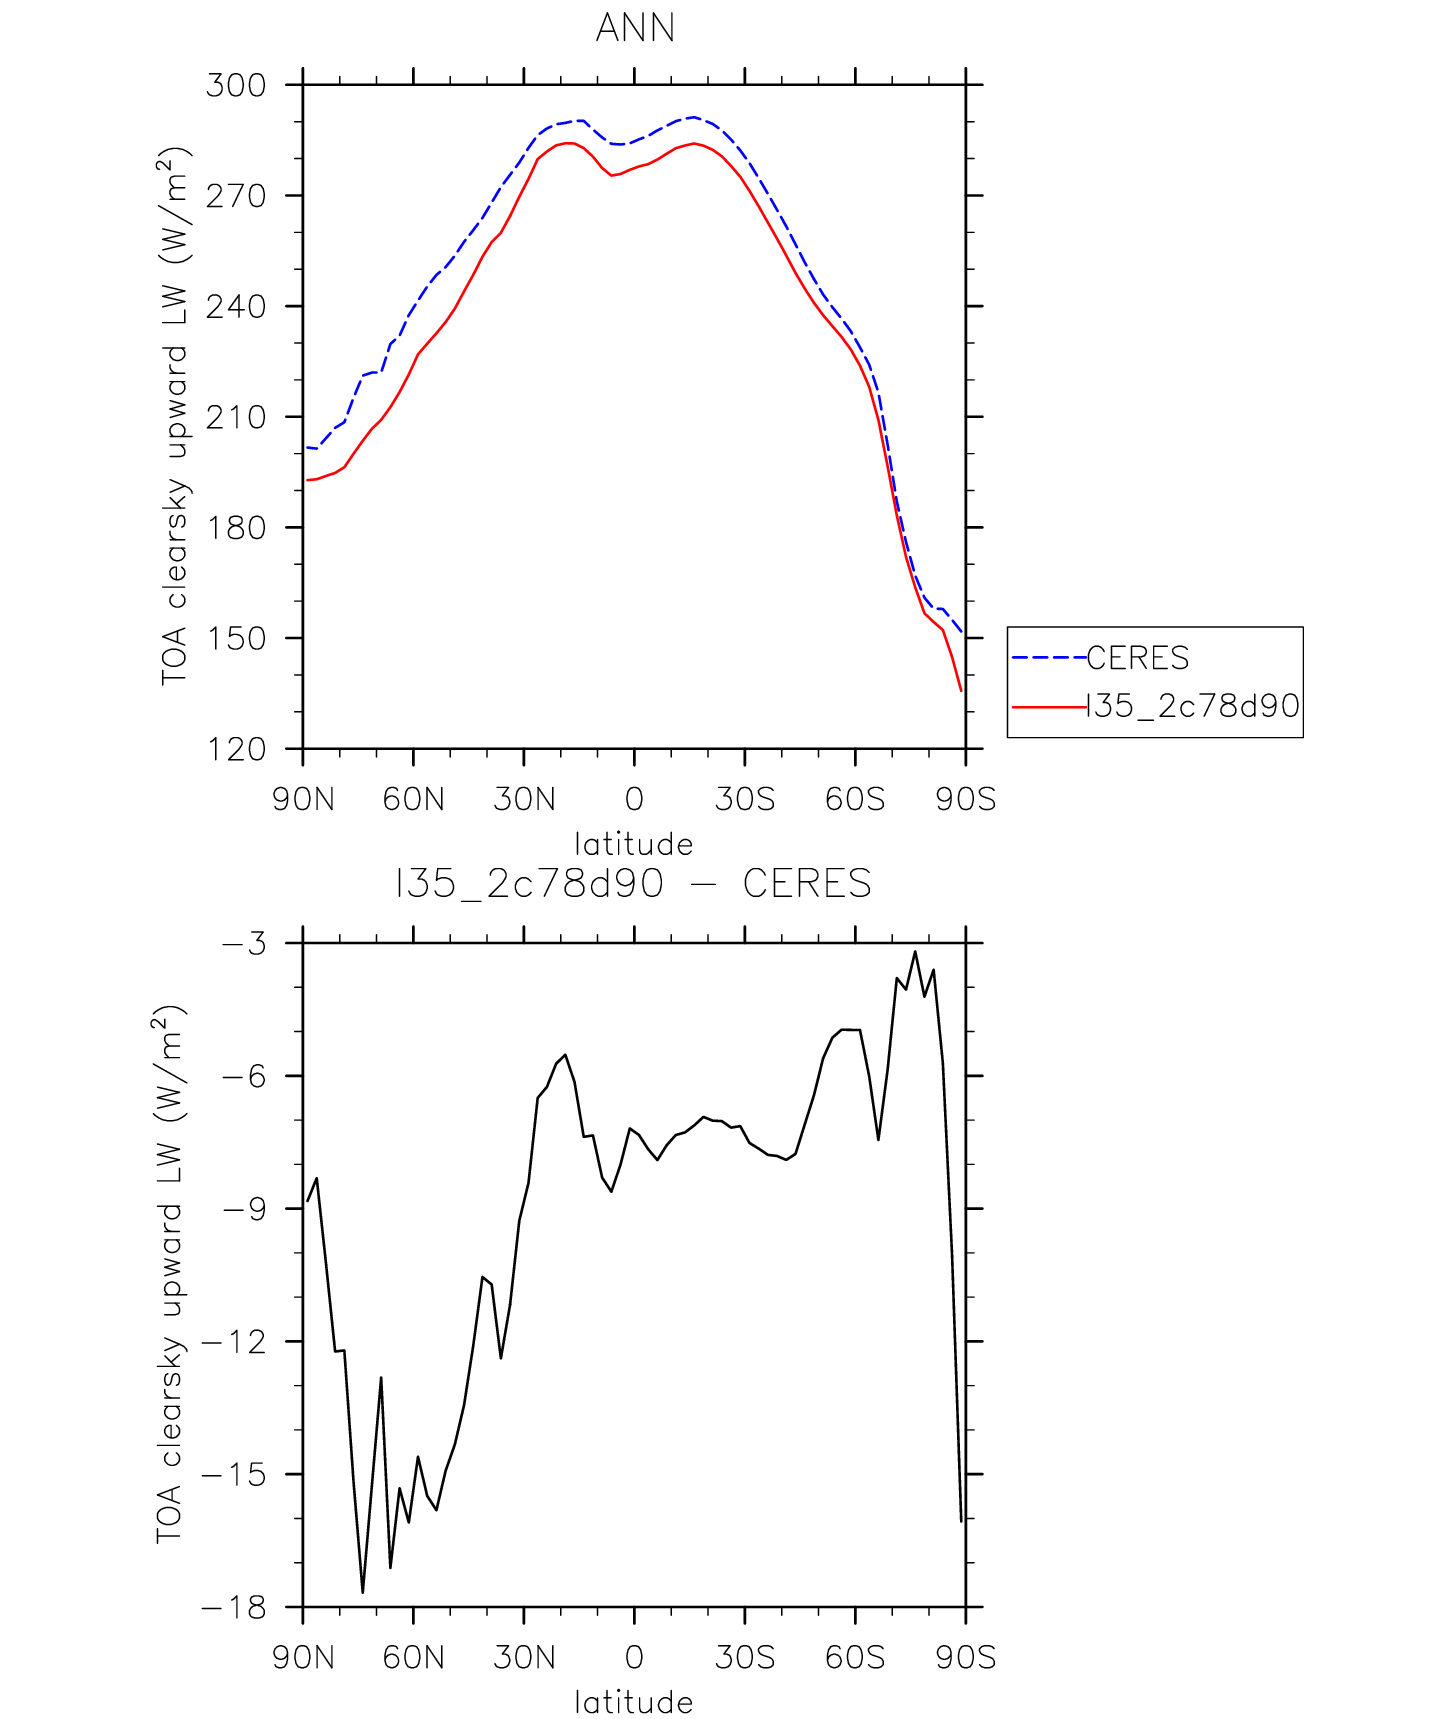 ANN
TOA clearsky upward LW (W/m²)
300
270
240
210
180
150
120
90N 60N 30N 0 30S 60S 90S
latitude
CERES
I35_2c78d90
I35_2c78d90 − CERES
TOA clearsky upward LW (W/m²)
−3
−6
−9
−12
−15
−18
90N 60N 30N 0 30S 60S 90S
latitude